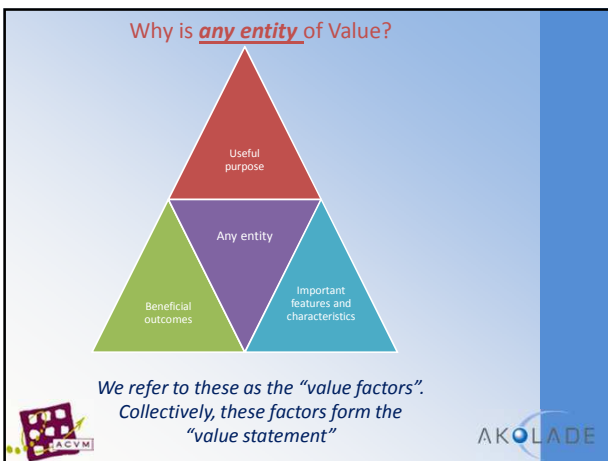 Why is any entity of Value?
Useful
purpose
Any entity
Beneficial
outcomes
Important
features and
characteristics
We refer to these as the “value factors”.
Collectively, these factors form the
“value statement”
ACVM
AKOLADE